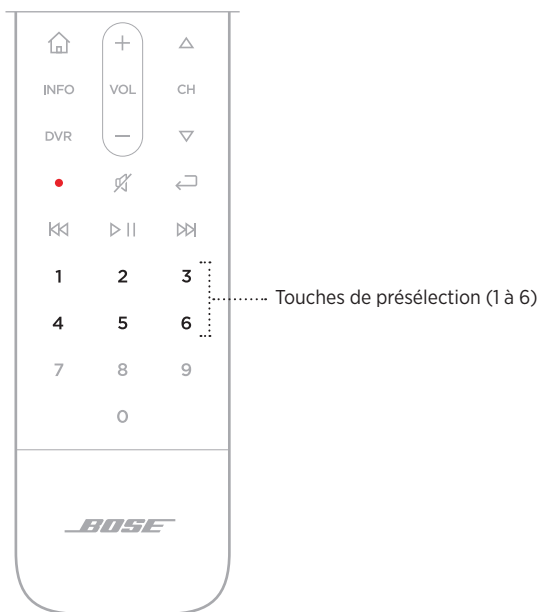 INFO VOL CH
DVR
1 2 3
Touches de présélection (1 à 6)
4 5 6
7 8 9
0
BOSE